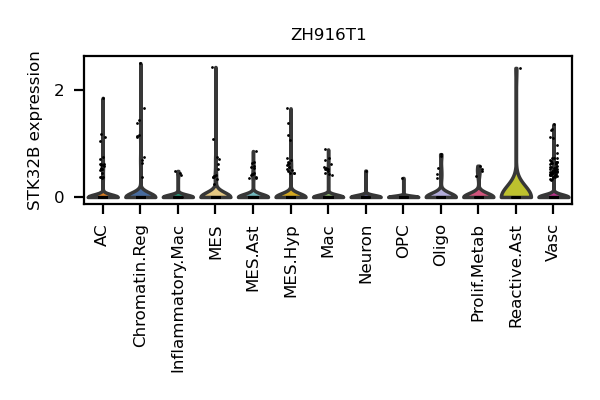 ZH916T1
STK32B expression
2
0
AC
Chromatin.Reg
Inflammatory.Mac
MES
MES.Ast
MES.Hyp
Mac
Neuron
OPC
Oligo
Prolif.Metab
Reactive.Ast
Vasc